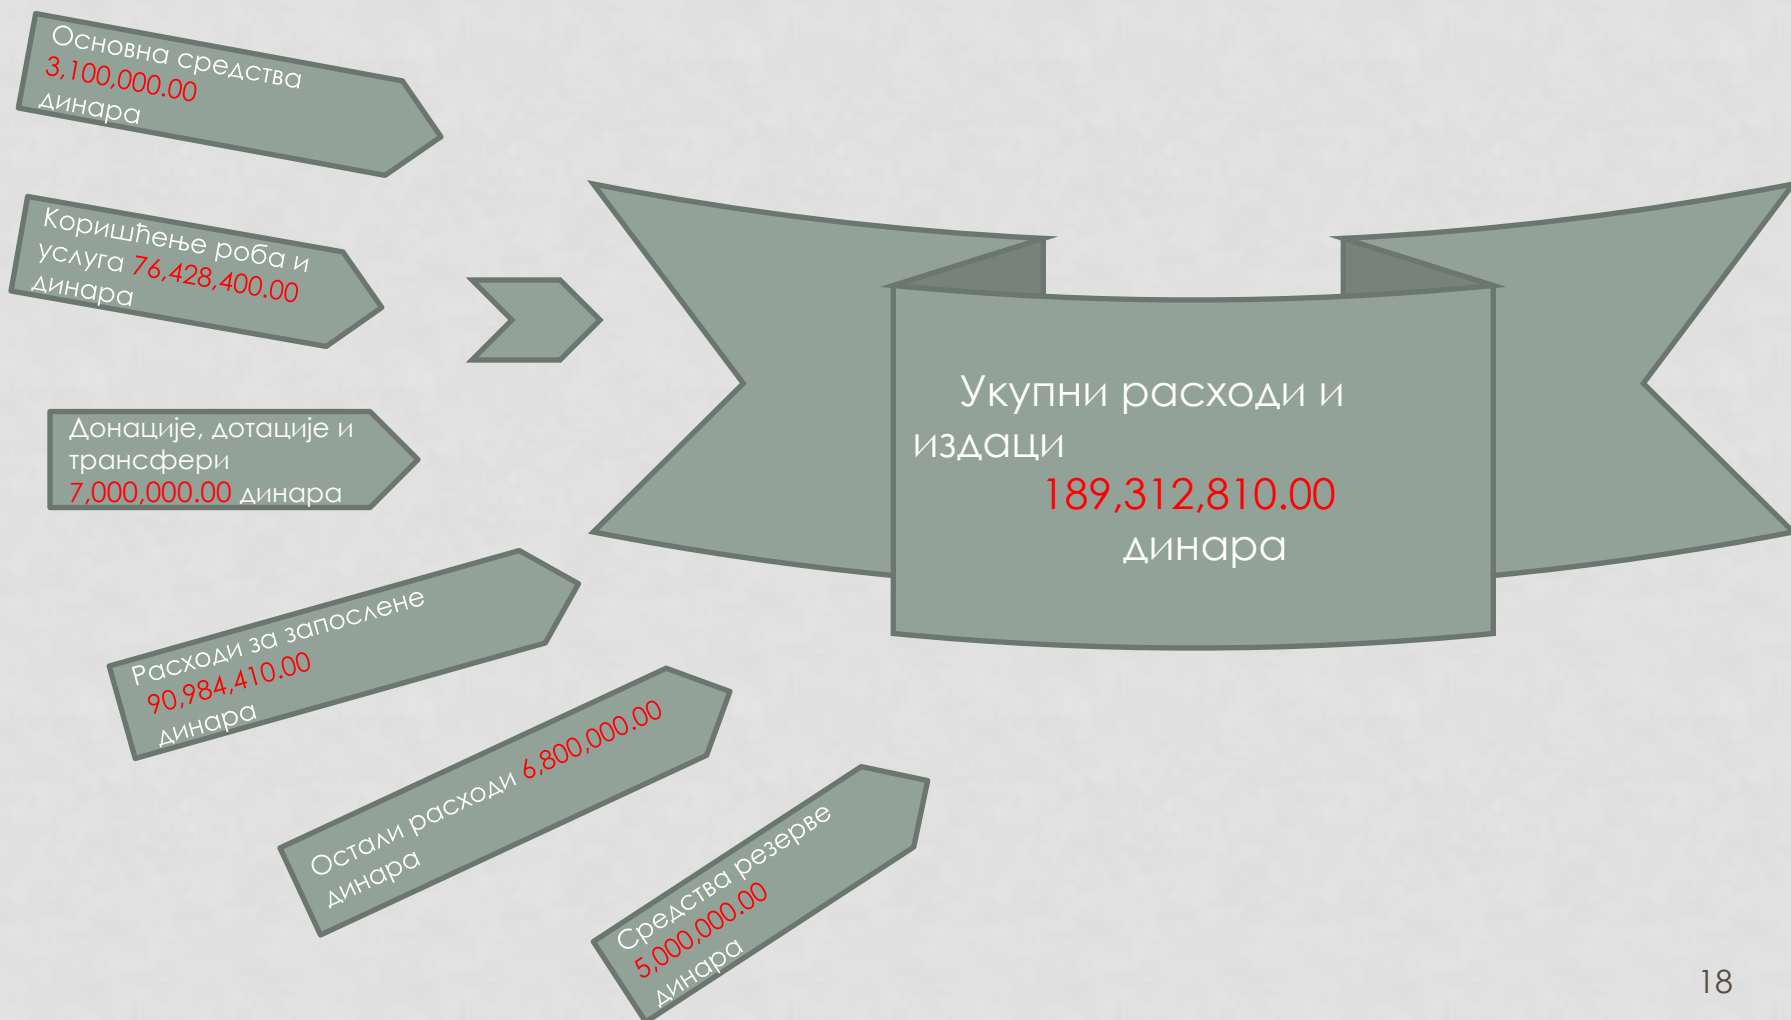 Основна средства
3,100,000.00
динара
Коришћење роба и
услуга 76,428,400.00
динара
Донације, дотације и
трансфери
7,000,000.00 динара
Расходи за запослене
90,984,410.00
динара
Остали расходи 6,800,000.00
динара
Средства резерве
5,000,000.00
динара
Укупни расходи и
издаци
189,312,810.00
динара
18